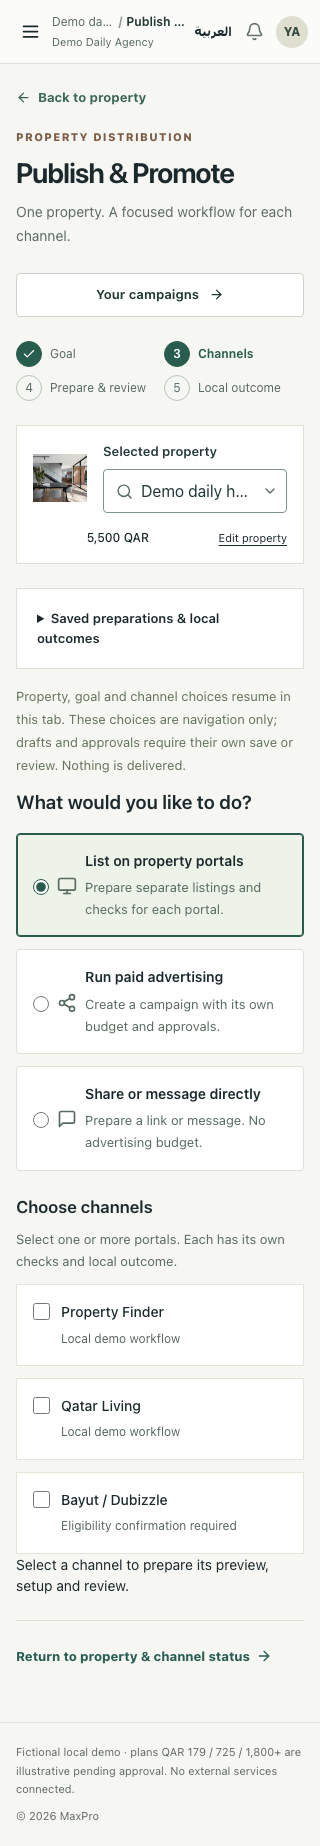 Demo da... / Publish ...
Demo Daily Agency
العربية
YA
Back to property
PROPERTY DISTRIBUTION
Publish & Promote
One property. A focused workflow for each
channel.
Your campaigns
Goal
3 Channels
4 Prepare & review
5 Local outcome
Selected property
Demo daily h...
5,500 QAR
Edit property
Saved preparations & local
outcomes
Property, goal and channel choices resume in
this tab. These choices are navigation only;
drafts and approvals require their own save or
review. Nothing is delivered.
What would you like to do?
List on property portals
Prepare separate listings and
checks for each portal.
Run paid advertising
Create a campaign with its own
budget and approvals.
Share or message directly
Prepare a link or message. No
advertising budget.
Choose channels
Select one or more portals. Each has its own
checks and local outcome.
Property Finder
Local demo workflow
Qatar Living
Local demo workflow
Bayut / Dubizzle
Eligibility confirmation required
Select a channel to prepare its preview,
setup and review.
Return to property & channel status
Fictional local demo · plans QAR 179 / 725 / 1,800+ are
illustrative pending approval. No external services
connected.
© 2026 MaxPro